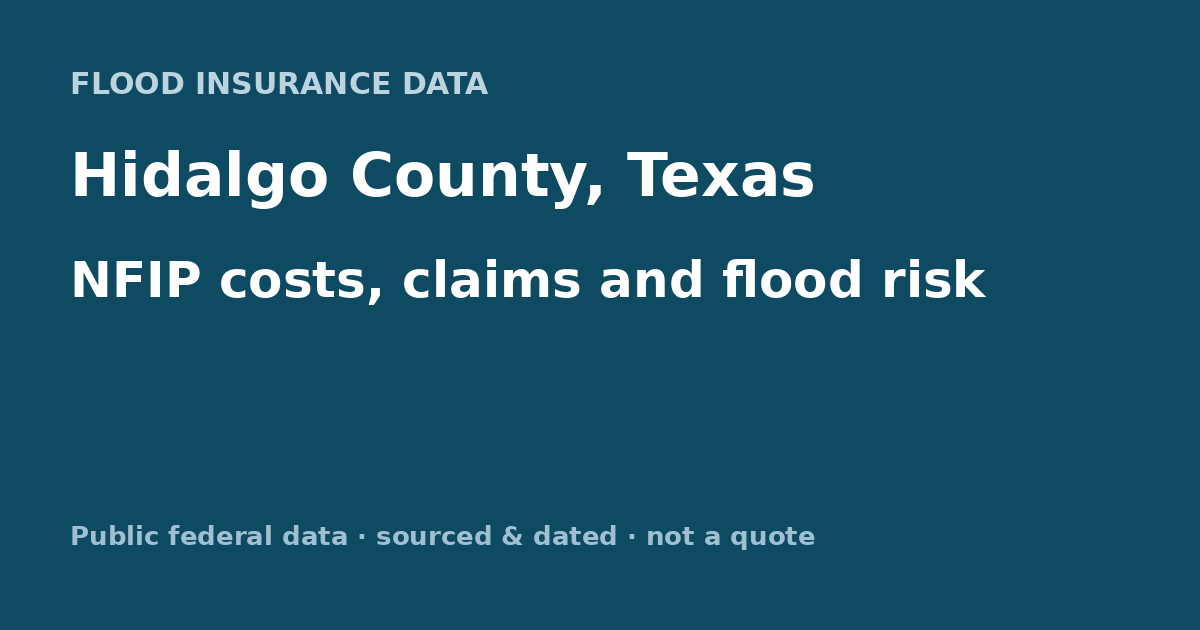 FLOOD INSURANCE DATA
Hidalgo County, Texas
NFIP costs, claims and flood risk
Public federal data · sourced & dated · not a quote